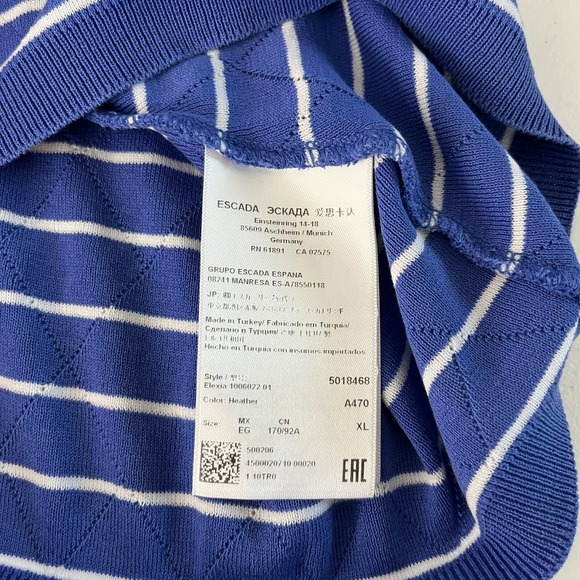 ESCADA ЭСКАДА 爱思卡达
Einsteinring 14-18
85609 Aschheim / Munich
Germany
RN 61891 CA 02575
GRUPO ESCADA ESPANA
08241 MANRESA ES-A78550118
JP:
Made in Turkey/ Fabricado em Turquia/
Сделано в Турции/
Hecho en Turquia con insumos importados
Style / 5018468
Elexia 1006022 01
Color: Heather A470
MX CN
Size: EG 170/92A XL
500206
4500020710 00020
1 10TR0
EAC